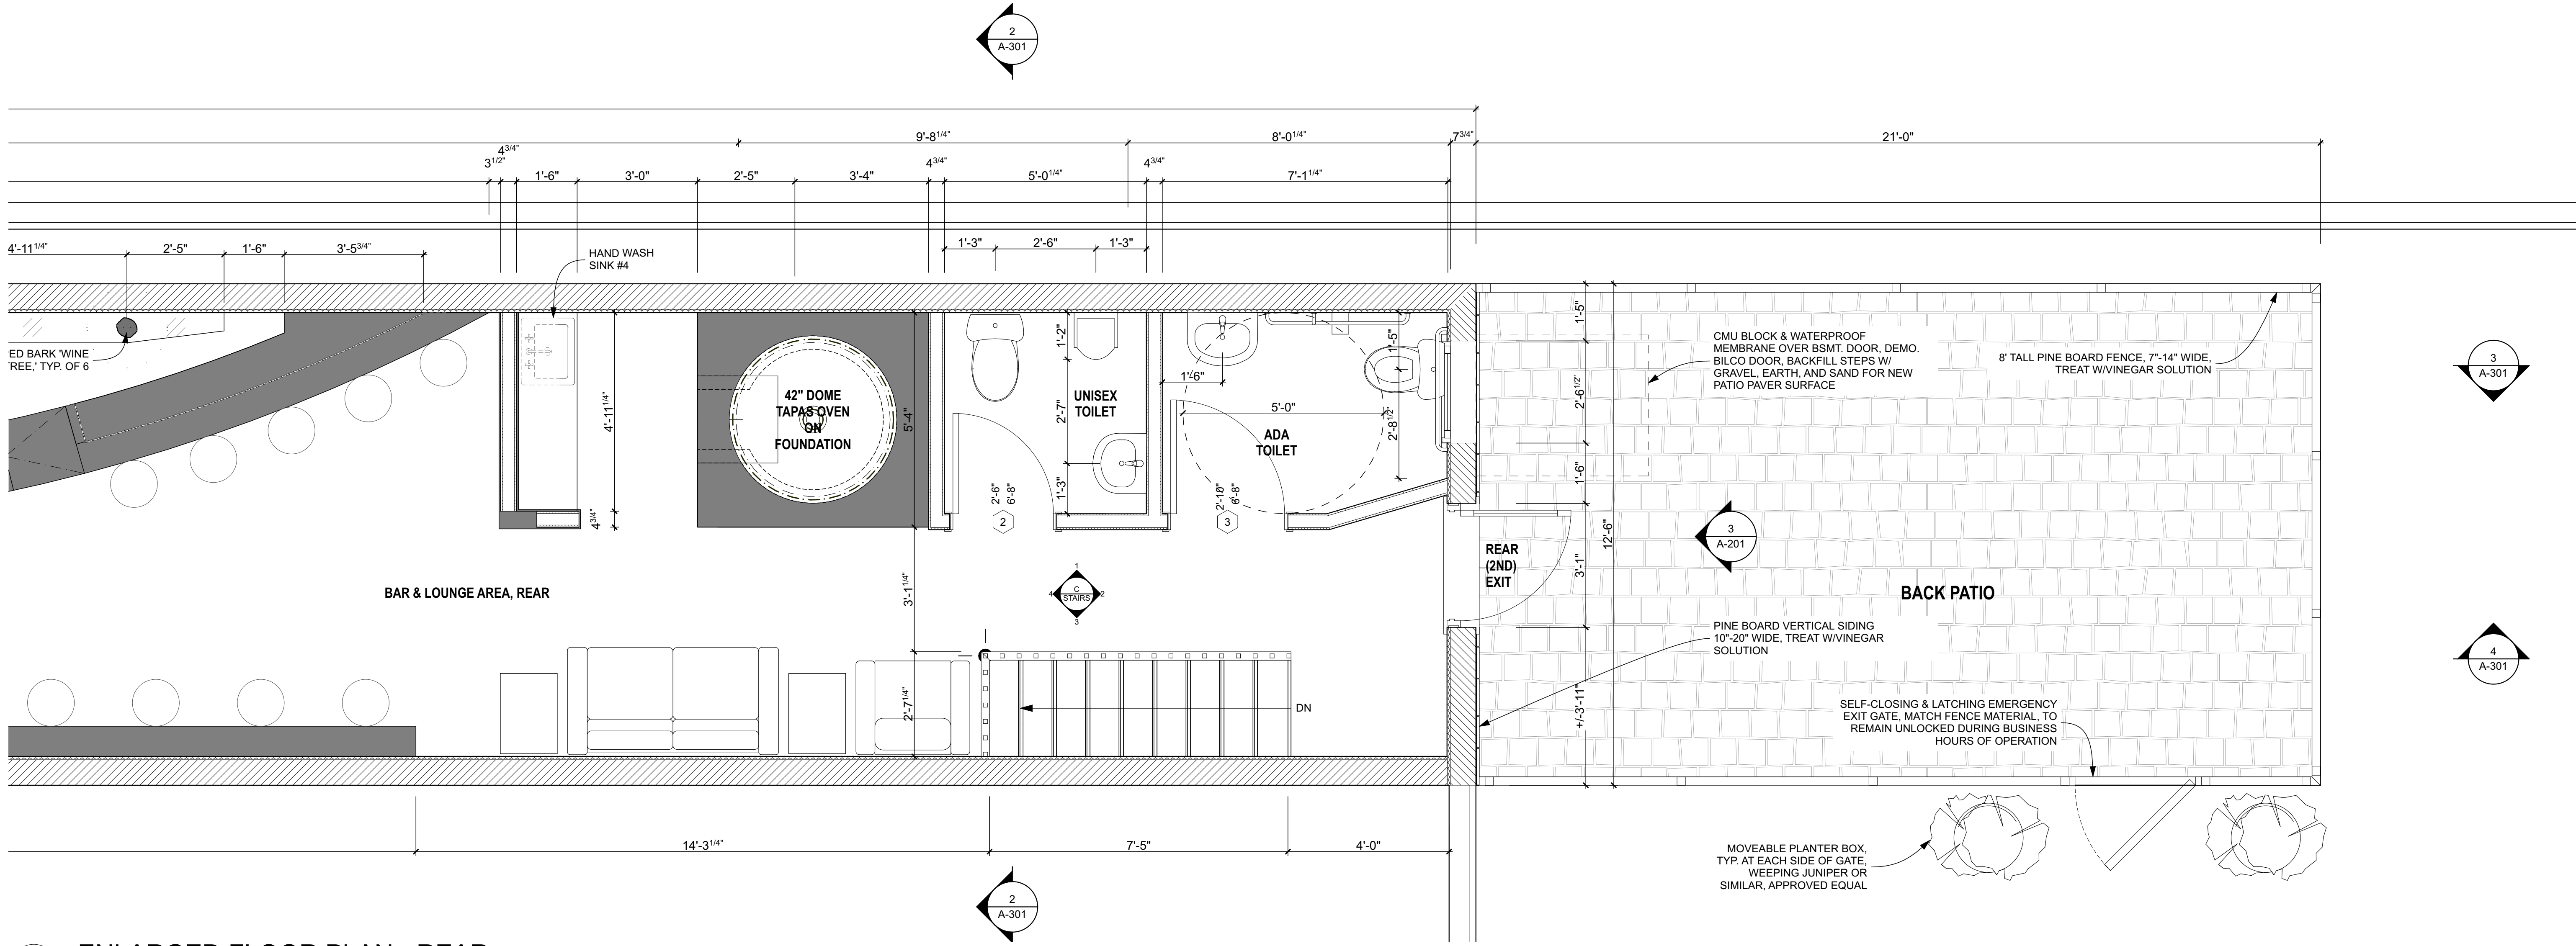 2
A-301
9'-8 1/4"
8'-0 1/4"
7 3/4"
21'-0"
4 3/4"
3 1/2"
1'-6"
3'-0"
2'-5"
3'-4"
4 3/4"
5'-0 1/4"
4 3/4"
7'-1 1/4"
4'-11 1/4"
2'-5"
1'-6"
3'-5 3/4"
HAND WASH
SINK #4
1'-3"
2'-6"
1'-3"
ED BARK 'WINE
REE,' TYP. OF 6
4'-11 1/4"
4 3/4"
42" DOME
TAPAS OVEN
ON
FOUNDATION
5'-4"
1'-2"
2'-7"
1'-3"
UNISEX
TOILET
2'-6"
6'-8"
2
1'-6"
5'-0"
ADA
TOILET
1'-5"
2'-8 1/2"
2'-10"
6'-8"
3
1'-5"
2'-6 1/2"
1'-6"
3'-1"
+/-3'-11"
12'-6"
CMU BLOCK & WATERPROOF
MEMBRANE OVER BSMT. DOOR, DEMO.
BILCO DOOR, BACKFILL STEPS W/
GRAVEL, EARTH, AND SAND FOR NEW
PATIO PAVER SURFACE
8' TALL PINE BOARD FENCE, 7"-14" WIDE,
TREAT W/VINEGAR SOLUTION
3
A-301
3
A-201
REAR
(2ND)
EXIT
BACK PATIO
BAR & LOUNGE AREA, REAR
3'-1 1/4"
2'-7 1/4"
1
4
C
2
STAIRS
3
DN
PINE BOARD VERTICAL SIDING
10"-20" WIDE, TREAT W/VINEGAR
SOLUTION
4
A-301
SELF-CLOSING & LATCHING EMERGENCY
EXIT GATE, MATCH FENCE MATERIAL, TO
REMAIN UNLOCKED DURING BUSINESS
HOURS OF OPERATION
14'-3 1/4"
7'-5"
4'-0"
MOVEABLE PLANTER BOX,
TYP. AT EACH SIDE OF GATE,
WEEPING JUNIPER OR
SIMILAR, APPROVED EQUAL
2
A-301
ENLARGED FLOOR PLAN - REAR